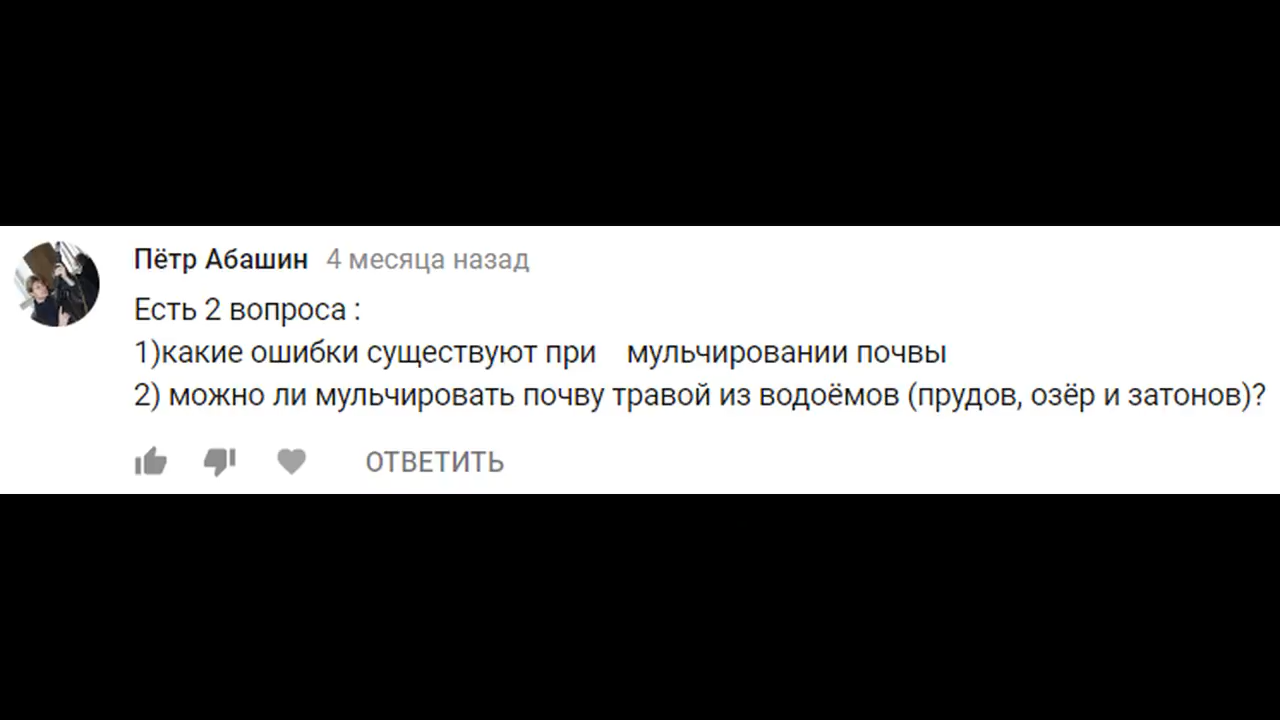 Пётр Абашин 4 месяца назад
Есть 2 вопроса :
1)какие ошибки существуют при    мульчировании почвы
2) можно ли мульчировать почву травой из водоёмов (прудов, озёр и затонов)?
ОТВЕТИТЬ